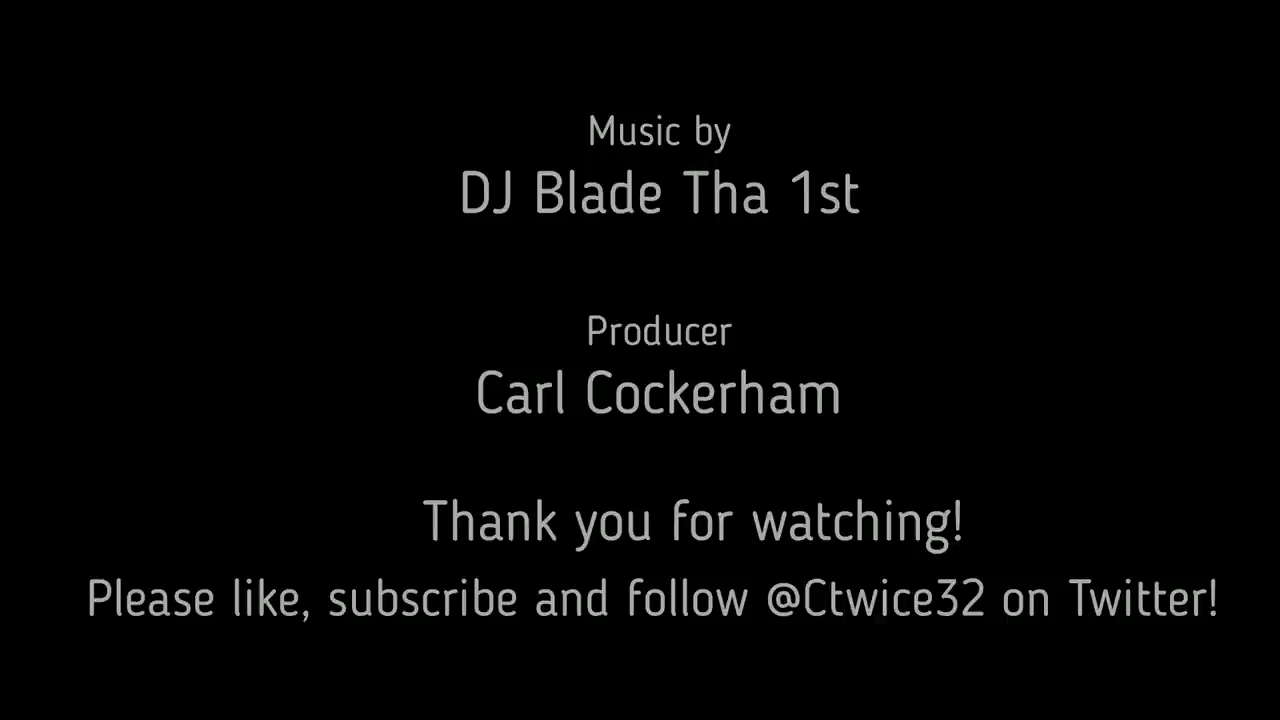 Music by
DJ Blade Tha 1st
Producer
Carl Cockerham
Thank you for watching!
Please like, subscribe and follow @Ctwice32 on Twitter!